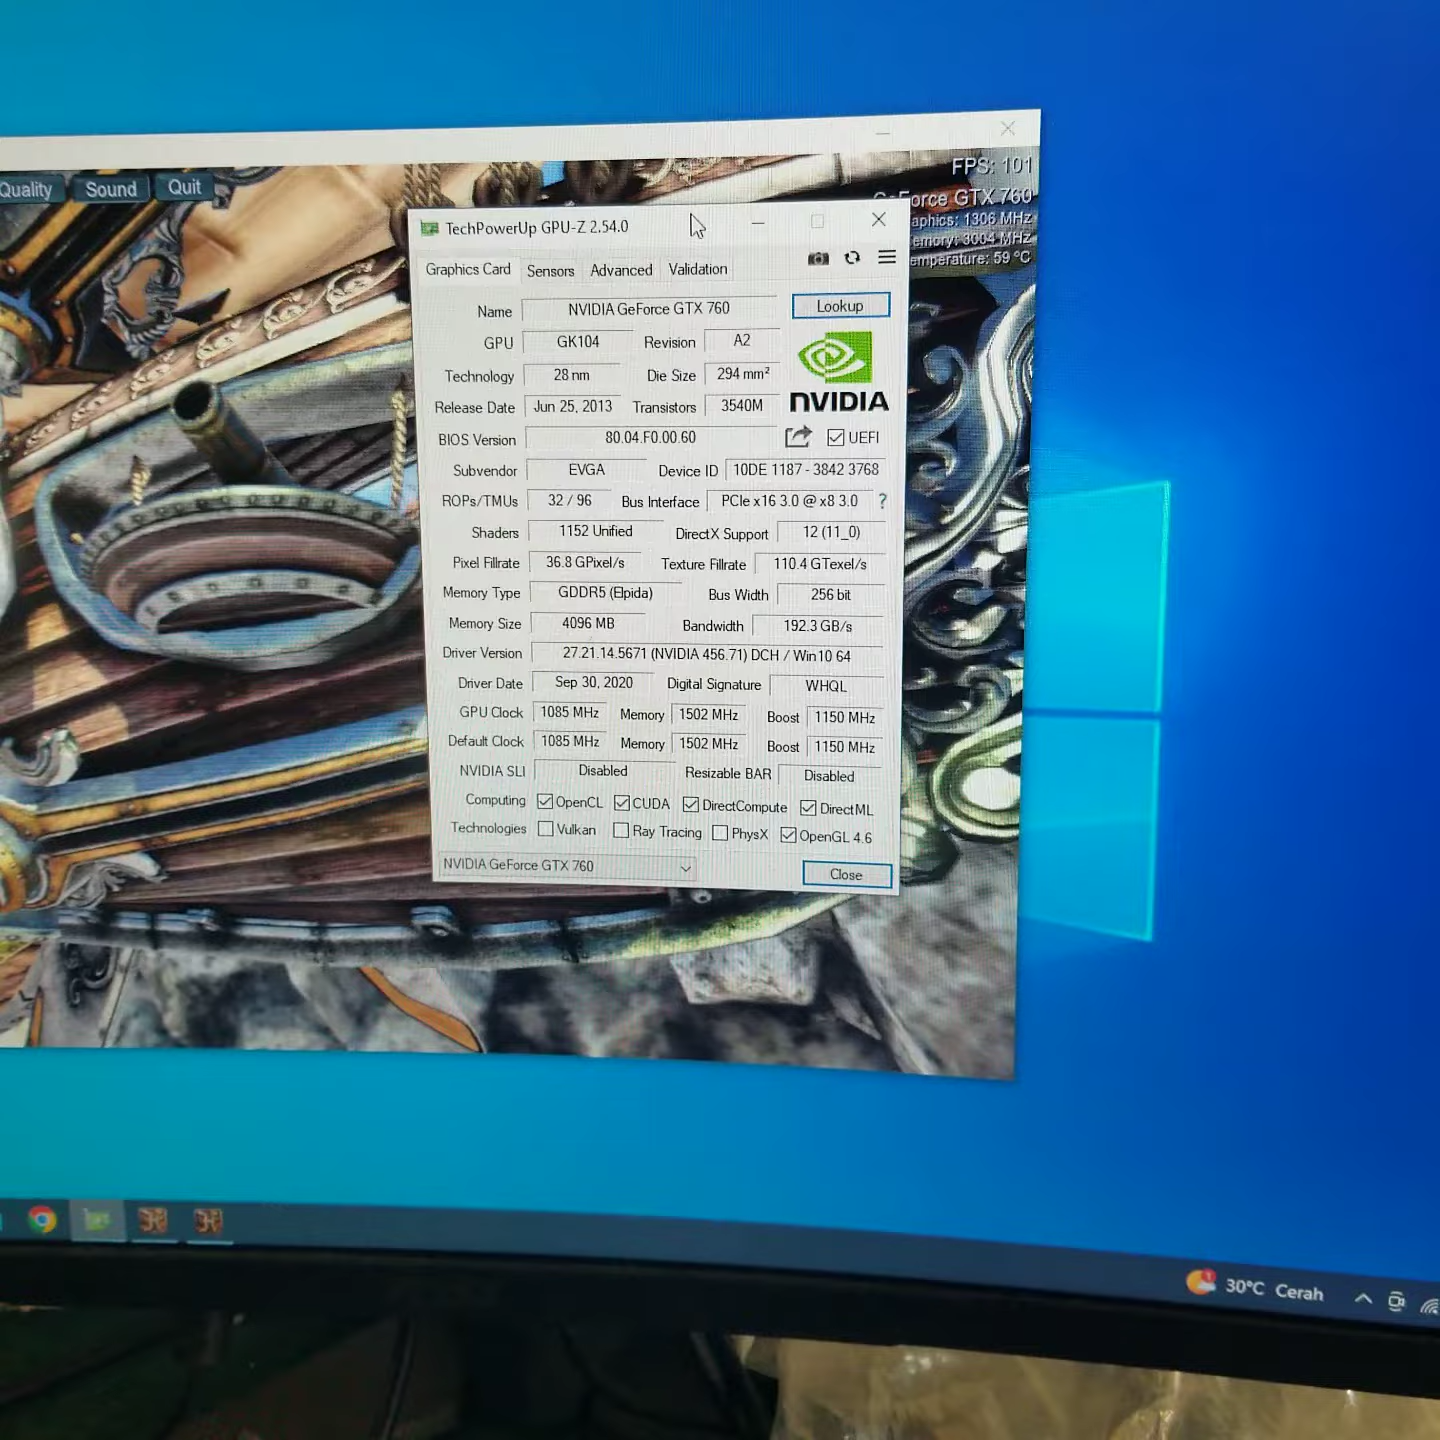 Quality Sound Quit
FPS: 101
GeForce GTX 760
aphics: 1306 MHz
emory: 3004 MHz
emperature: 59 °C
TechPowerUp GPU-Z 2.54.0
Graphics Card Sensors Advanced Validation
Name NVIDIA GeForce GTX 760 Lookup
GPU GK104 Revision A2
Technology 28 nm Die Size 294 mm²
Release Date Jun 25, 2013 Transistors 3540M
NVIDIA
BIOS Version 80.04.F0.00.60 UEFI
Subvendor EVGA Device ID 10DE 1187 - 3842 3768
ROPs/TMUs 32 / 96 Bus Interface PCIe x16 3.0 @ x8 3.0 ?
Shaders 1152 Unified DirectX Support 12 (11_0)
Pixel Fillrate 36.8 GPixel/s Texture Fillrate 110.4 GTexel/s
Memory Type GDDR5 (Elpida) Bus Width 256 bit
Memory Size 4096 MB Bandwidth 192.3 GB/s
Driver Version 27.21.14.5671 (NVIDIA 456.71) DCH / Win10 64
Driver Date Sep 30, 2020 Digital Signature WHQL
GPU Clock 1085 MHz Memory 1502 MHz Boost 1150 MHz
Default Clock 1085 MHz Memory 1502 MHz Boost 1150 MHz
NVIDIA SLI Disabled Resizable BAR Disabled
Computing OpenCL CUDA DirectCompute DirectML
Technologies Vulkan Ray Tracing PhysX OpenGL 4.6
NVIDIA GeForce GTX 760 Close
1
30°C Cerah